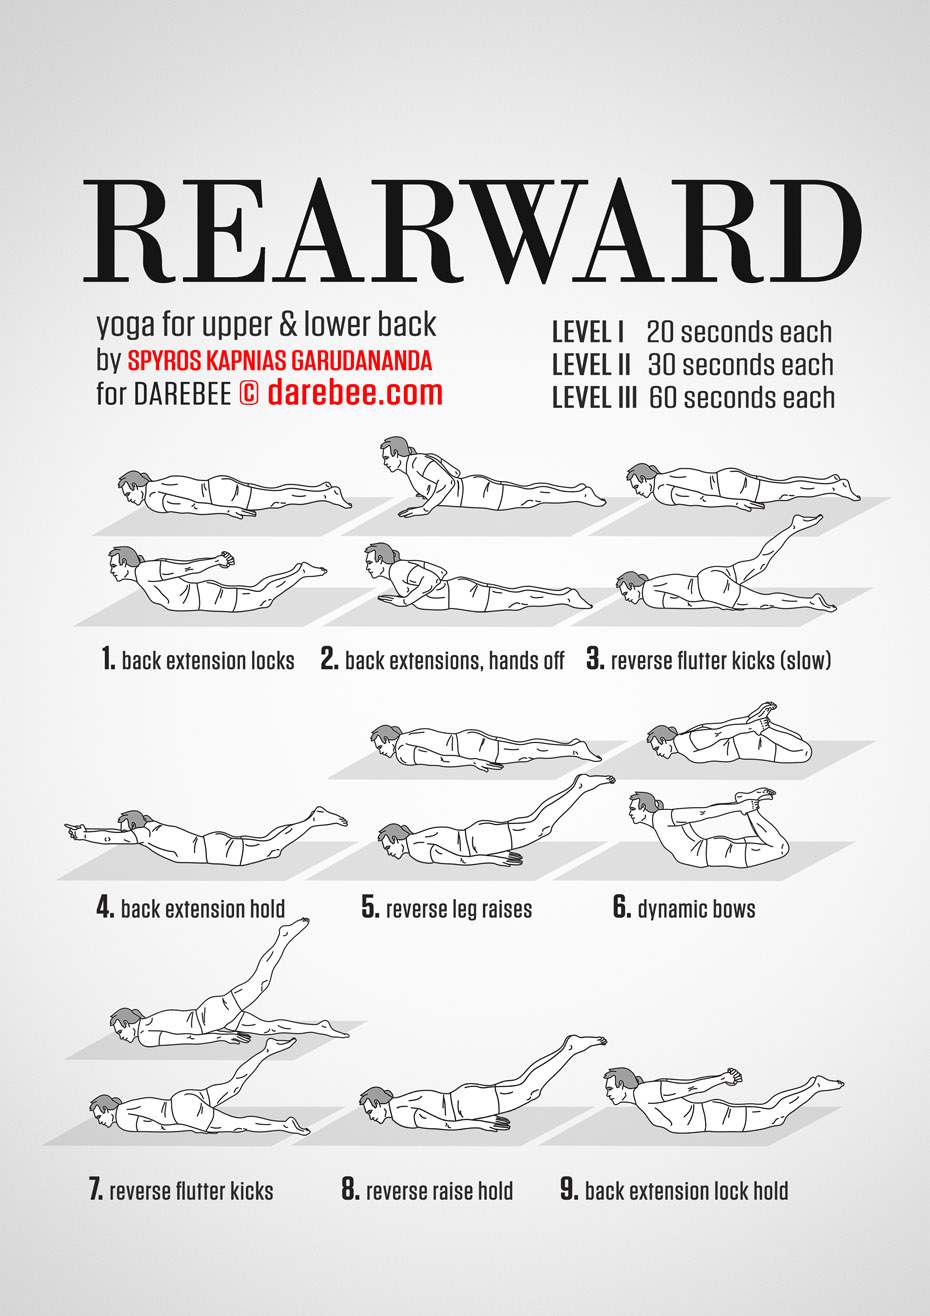 REARWARD
yoga for upper & lower back
by SPYROS KAPNIAS GARUDANANDA
for DAREBEE © darebee.com
LEVEL I 20 seconds each
LEVEL II 30 seconds each
LEVEL III 60 seconds each
1. back extension locks
2. back extensions, hands off
3. reverse flutter kicks (slow)
4. back extension hold
5. reverse leg raises
6. dynamic bows
7. reverse flutter kicks
8. reverse raise hold
9. back extension lock hold